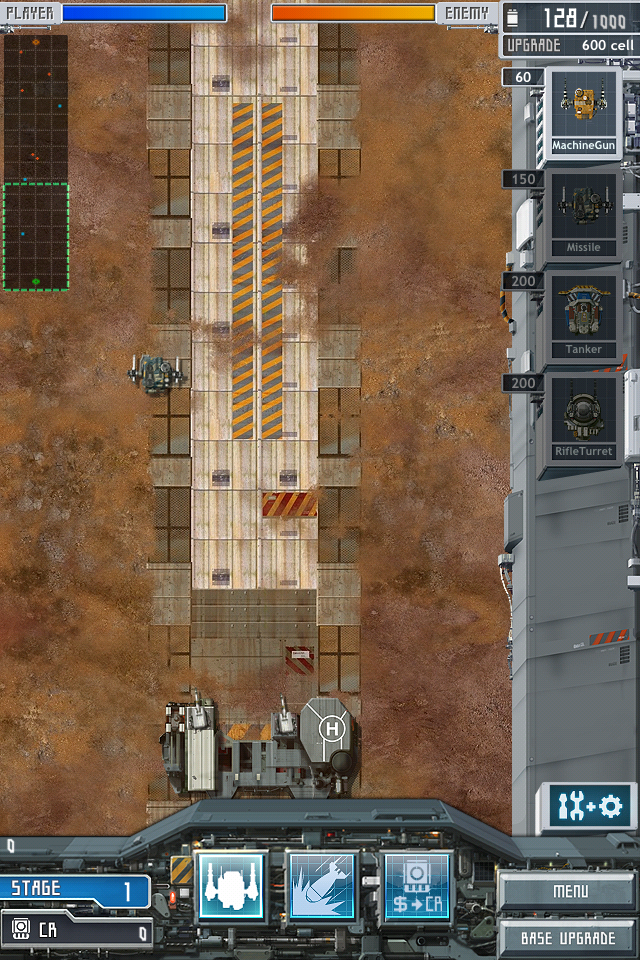 PLAYER
ENEMY
128/1000
UPGRADE 600 cell
60
MachineGun
150
Missile
200
Tanker
200
RifleTurret
H
0
STAGE 1
CR 0
$→CR
MENU
BASE UPGRADE